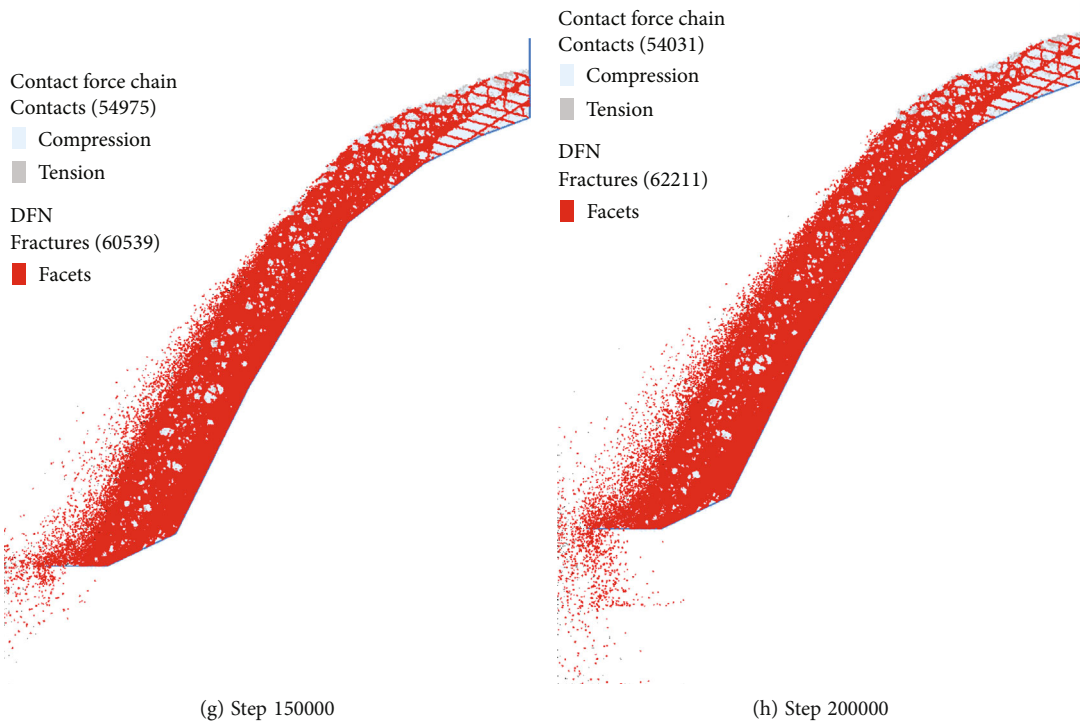 Contact force chain
Contacts (54975)
Compression
Tension
DFN
Fractures (60539)
Facets
(g) Step 150000
Contact force chain
Contacts (54031)
Compression
Tension
DFN
Fractures (62211)
Facets
(h) Step 200000